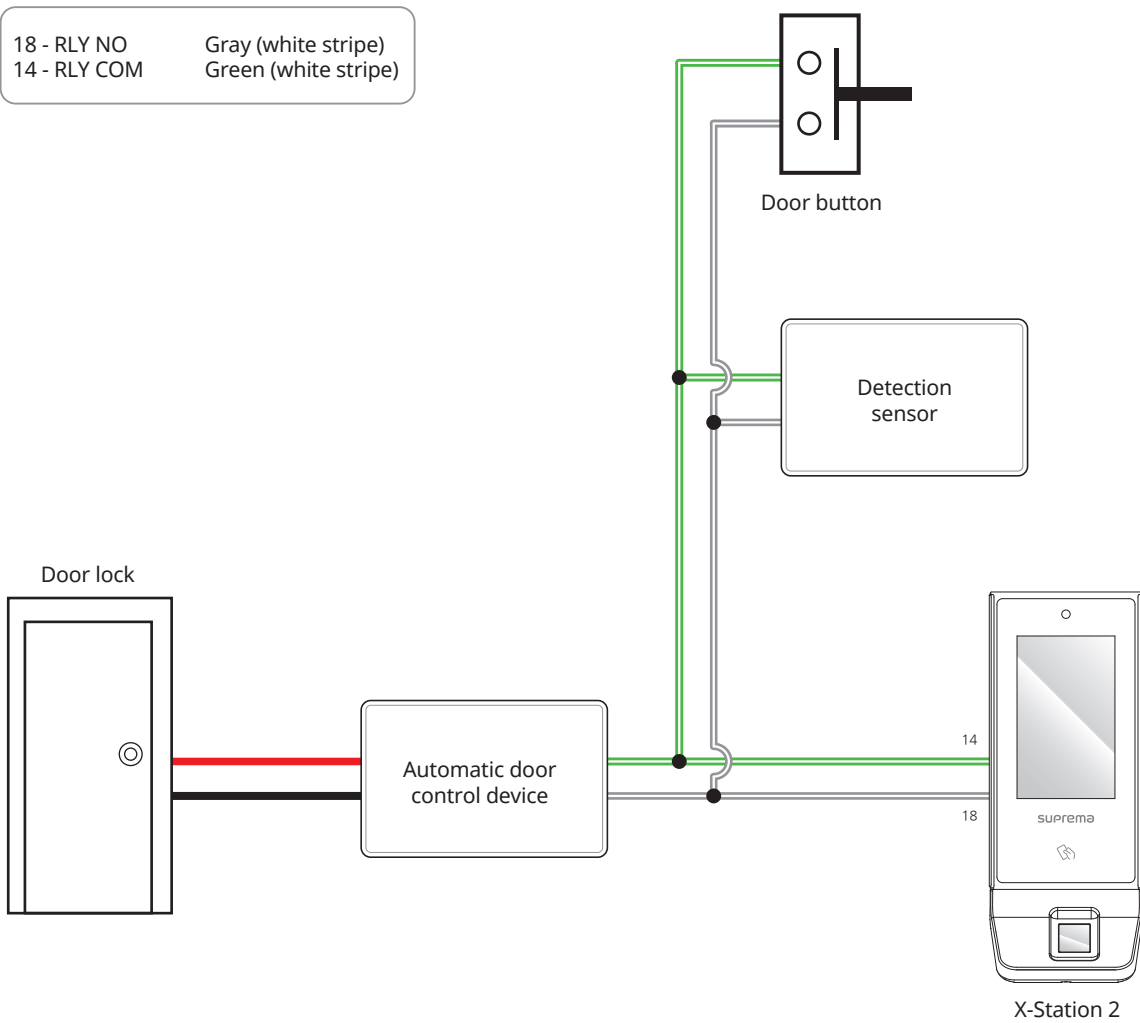 18 - RLY NO Gray (white stripe)
14 - RLY COM Green (white stripe)
Door button
Detection
sensor
Door lock
Automatic door
control device
14
18
suprema
X-Station 2